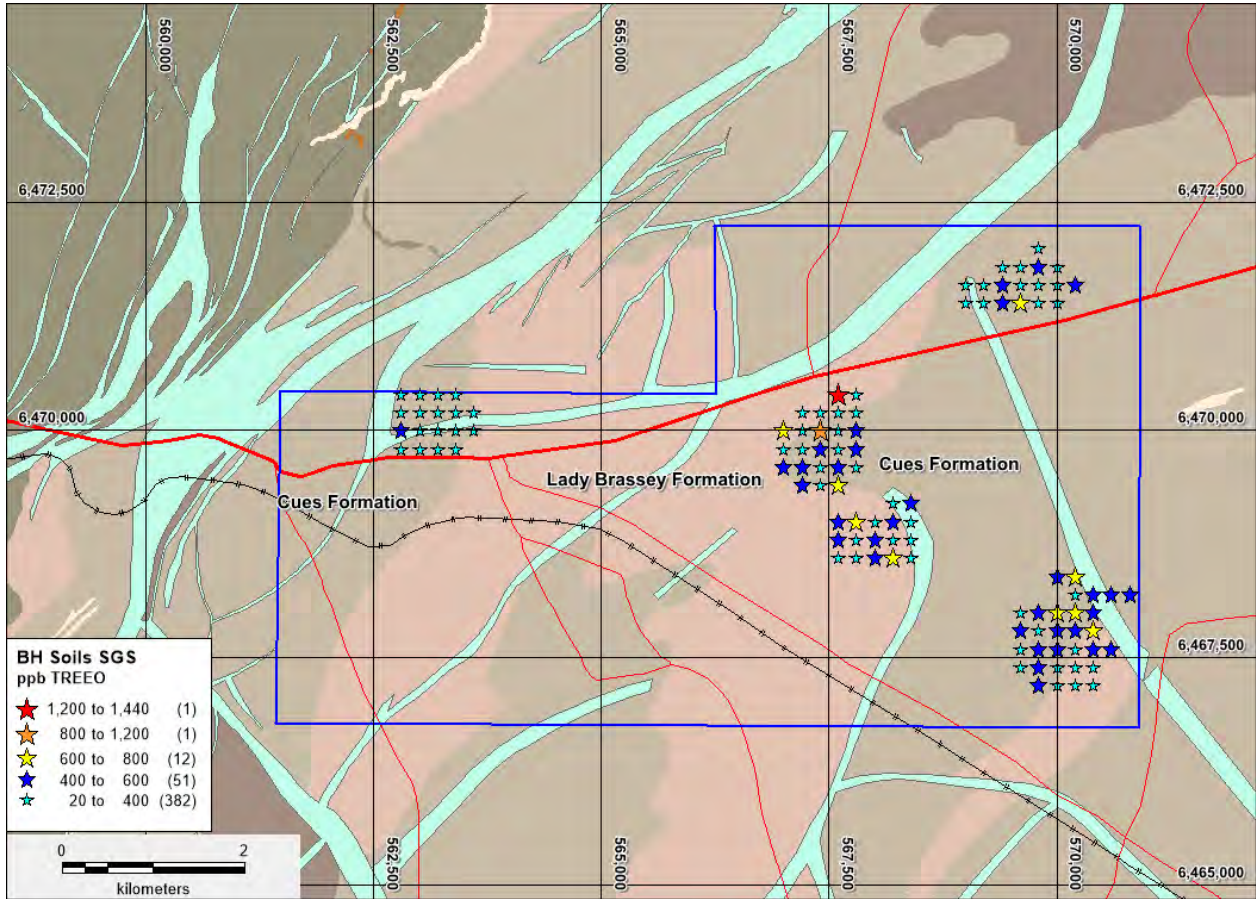 560,000
562,500
565,000
567,500
570,000
6,472,500
6,472,500
6,470,000
6,470,000
Lady Brassey Formation
Cues Formation
Cues Formation
6,467,500
BH Soils SGS
ppb TREEO
1,200 to 1,440 (1)
800 to 1,200 (1)
600 to 800 (12)
400 to 600 (51)
20 to 400 (382)
0 2
kilometers
562,500
565,000
567,500
570,000
6,465,000